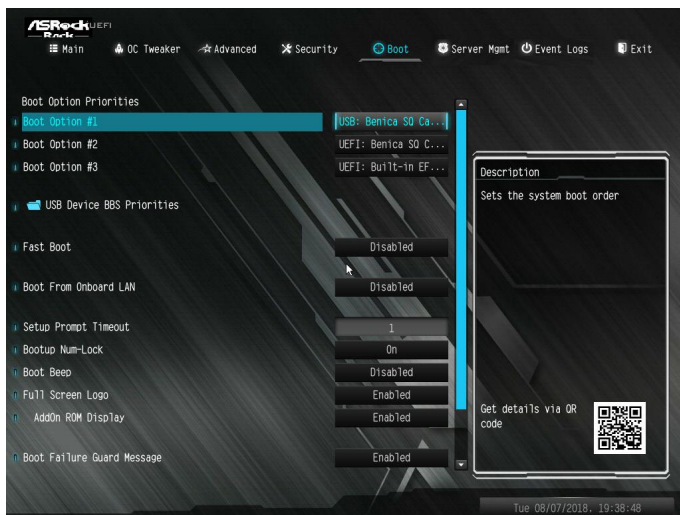 ASRock UEFI
Rack
Main OC Tweaker Advanced Security Boot Server Mgmt Event Logs Exit
Boot Option Priorities
Boot Option #1 USB: Benica SQ Ca...
Boot Option #2 UEFI: Benica SQ C...
Boot Option #3 UEFI: Built-in EF...
USB Device BBS Priorities
Fast Boot Disabled
Boot From Onboard LAN Disabled
Setup Prompt Timeout 1
Bootup Num-Lock On
Boot Beep Disabled
Full Screen Logo Enabled
AddOn ROM Display Enabled
Boot Failure Guard Message Enabled
Description
Sets the system boot order
Get details via QR
code
Tue 08/07/2018. 19:38:48